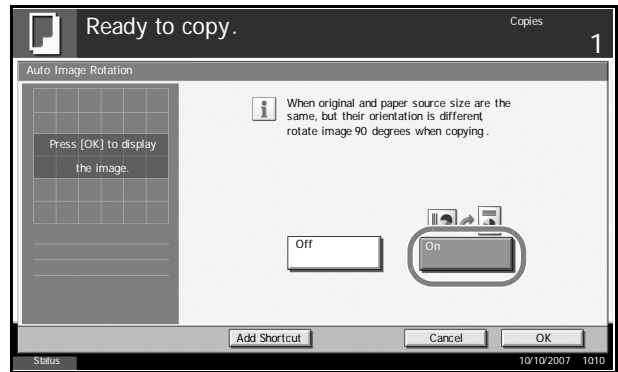 Ready to copy.
Copies
1
Auto Image Rotation
Press [OK] to display
the image.
When original and paper source size are the
same, but their orientation is different,
rotate image 90 degrees when copying .
Off
On
Add Shortcut
Cancel
OK
Status
10/10/2007 1010